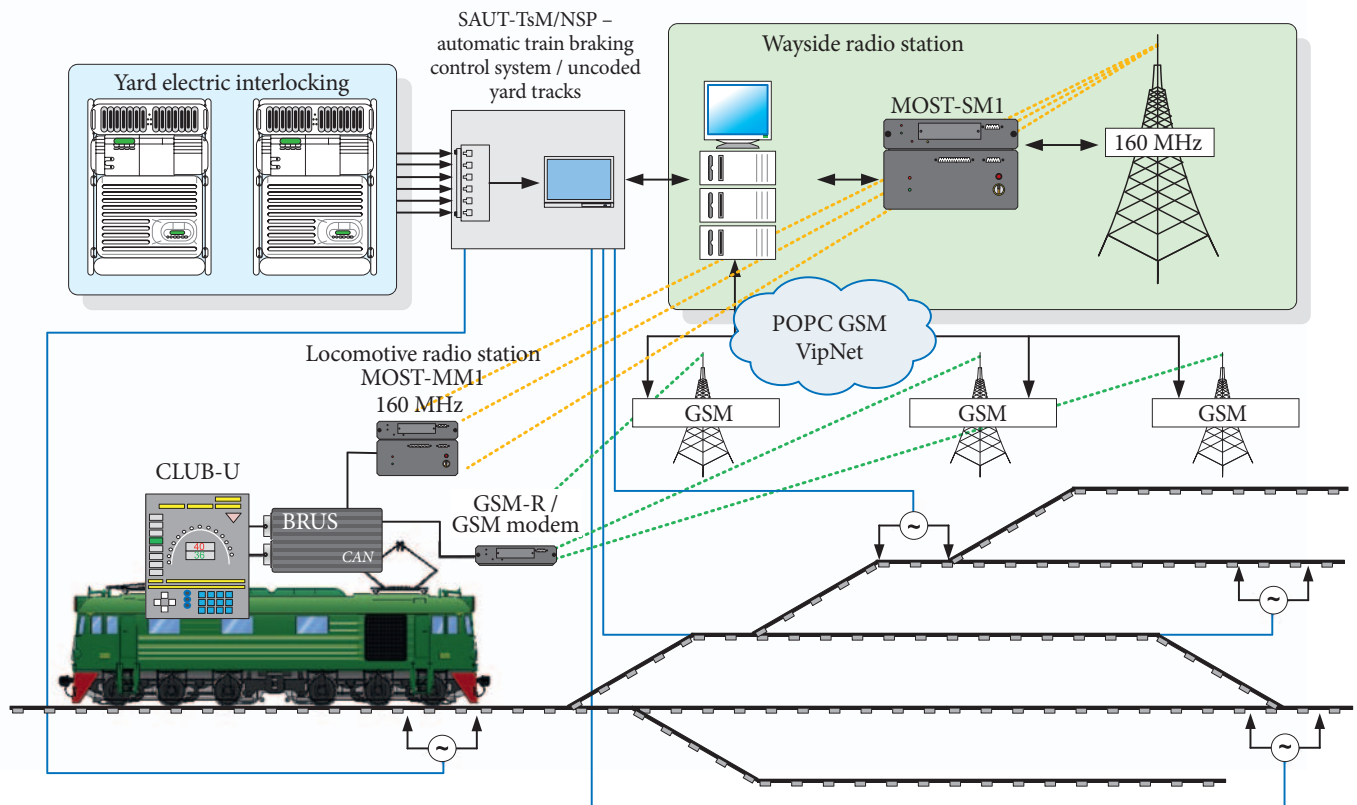 SAUT-TsM/NSP –
automatic train braking
control system / uncoded
yard tracks
Yard electric interlocking
Wayside radio station
MOST-SM1
160 MHz
POPC GSM
VipNet
Locomotive radio station
MOST-MM1
160 MHz
GSM
GSM
GSM
CLUB-U
40
36
BRUS
CAN
GSM-R /
GSM modem
~
~
~
~